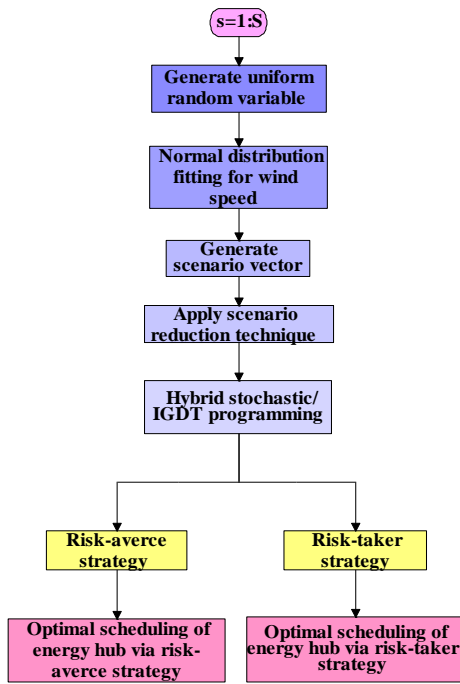 s=1:S
Generate uniform
random variable
Normal distribution
fitting for wind
speed
Generate
scenario vector
Apply scenario
reduction technique
Hybrid stochastic/
IGDT programming
Risk-averce
strategy
Risk-taker
strategy
Optimal scheduling of
energy hub via risk-
averce strategy
Optimal scheduling of
energy hub via risk-taker
strategy